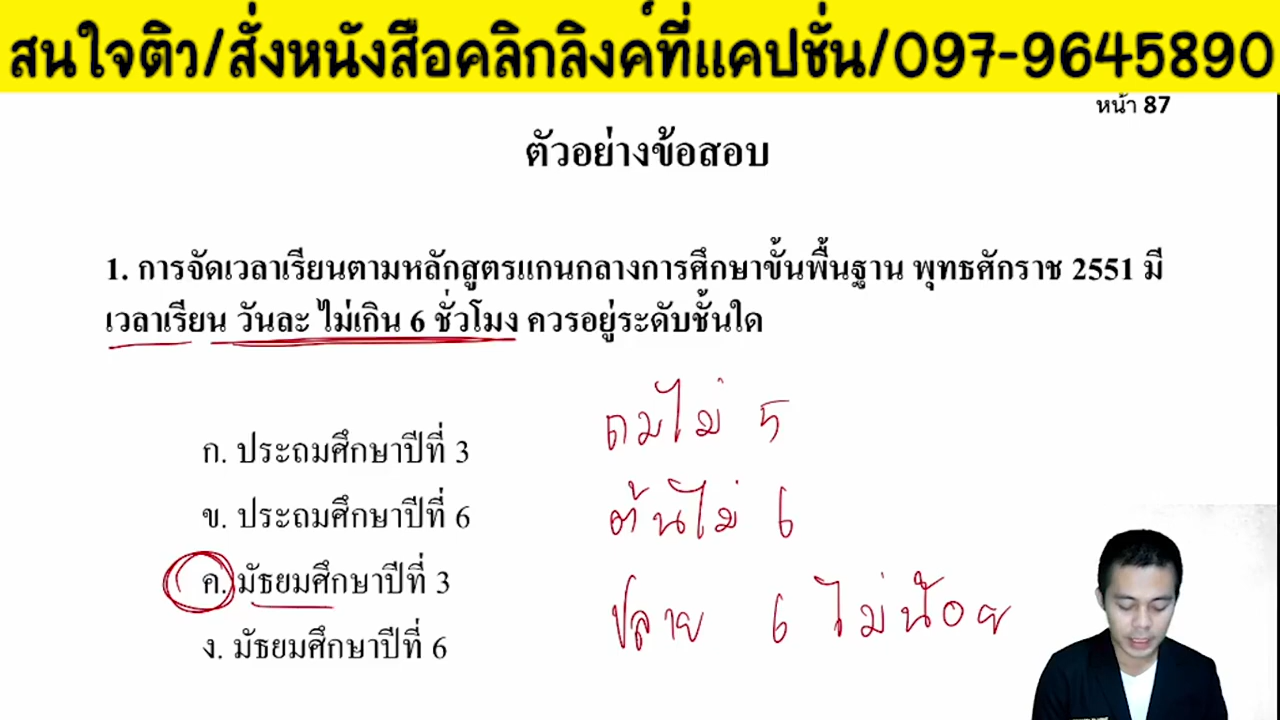 สนใจติว/สั่งหนังสือคลิกลิงค์ที่แคปชั่น/097-9645890
หน้า 87
ตัวอย่างข้อสอบ
1. การจัดเวลาเรียนตามหลักสูตรแกนกลางการศึกษาขั้นพื้นฐาน พุทธศักราช 2551 มี
เวลาเรียน วันละ ไม่เกิน 6 ชั่วโมง ควรอยู่ระดับชั้นใด
ก. ประถมศึกษาปีที่ 3
ข. ประถมศึกษาปีที่ 6
ค. มัธยมศึกษาปีที่ 3
ง. มัธยมศึกษาปีที่ 6
ถมไม่ 5
ต้นไม่ 6
ปลาย 6 ไม่น้อย